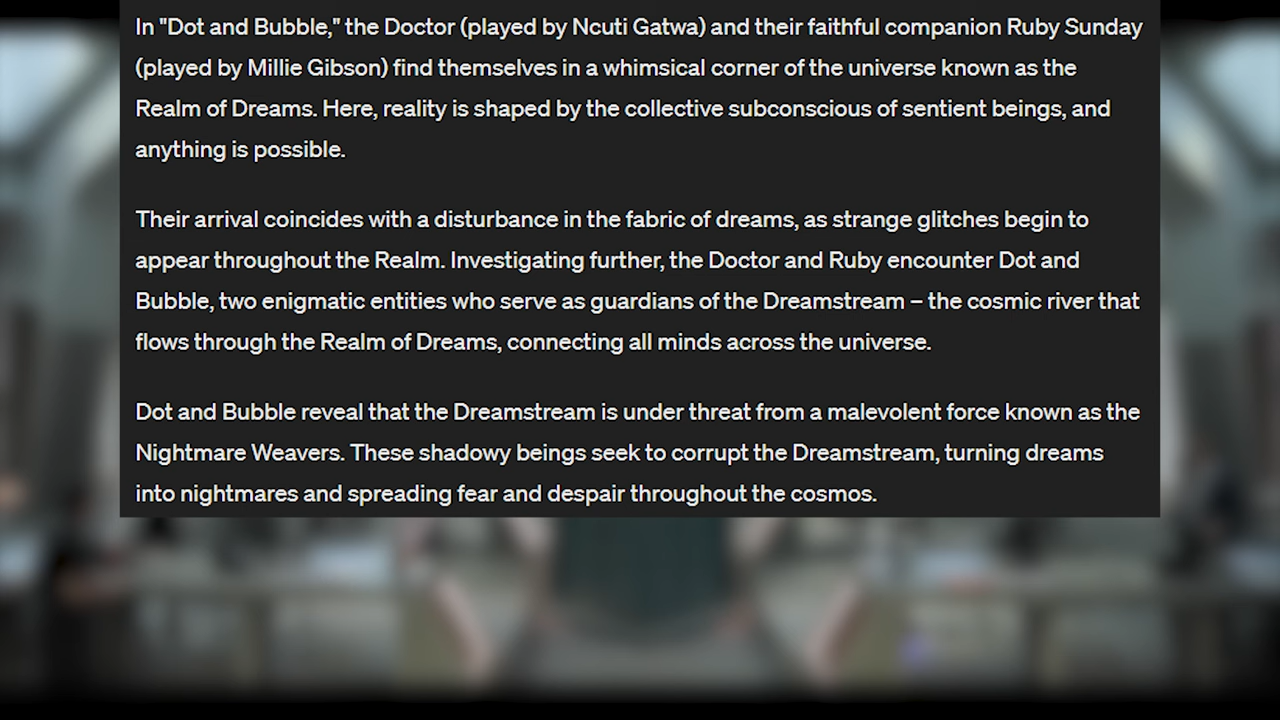 In "Dot and Bubble," the Doctor (played by Ncuti Gatwa) and their faithful companion Ruby Sunday
(played by Millie Gibson) find themselves in a whimsical corner of the universe known as the
Realm of Dreams. Here, reality is shaped by the collective subconscious of sentient beings, and
anything is possible.
Their arrival coincides with a disturbance in the fabric of dreams, as strange glitches begin to
appear throughout the Realm. Investigating further, the Doctor and Ruby encounter Dot and
Bubble, two enigmatic entities who serve as guardians of the Dreamstream – the cosmic river that
flows through the Realm of Dreams, connecting all minds across the universe.
Dot and Bubble reveal that the Dreamstream is under threat from a malevolent force known as the
Nightmare Weavers. These shadowy beings seek to corrupt the Dreamstream, turning dreams
into nightmares and spreading fear and despair throughout the cosmos.